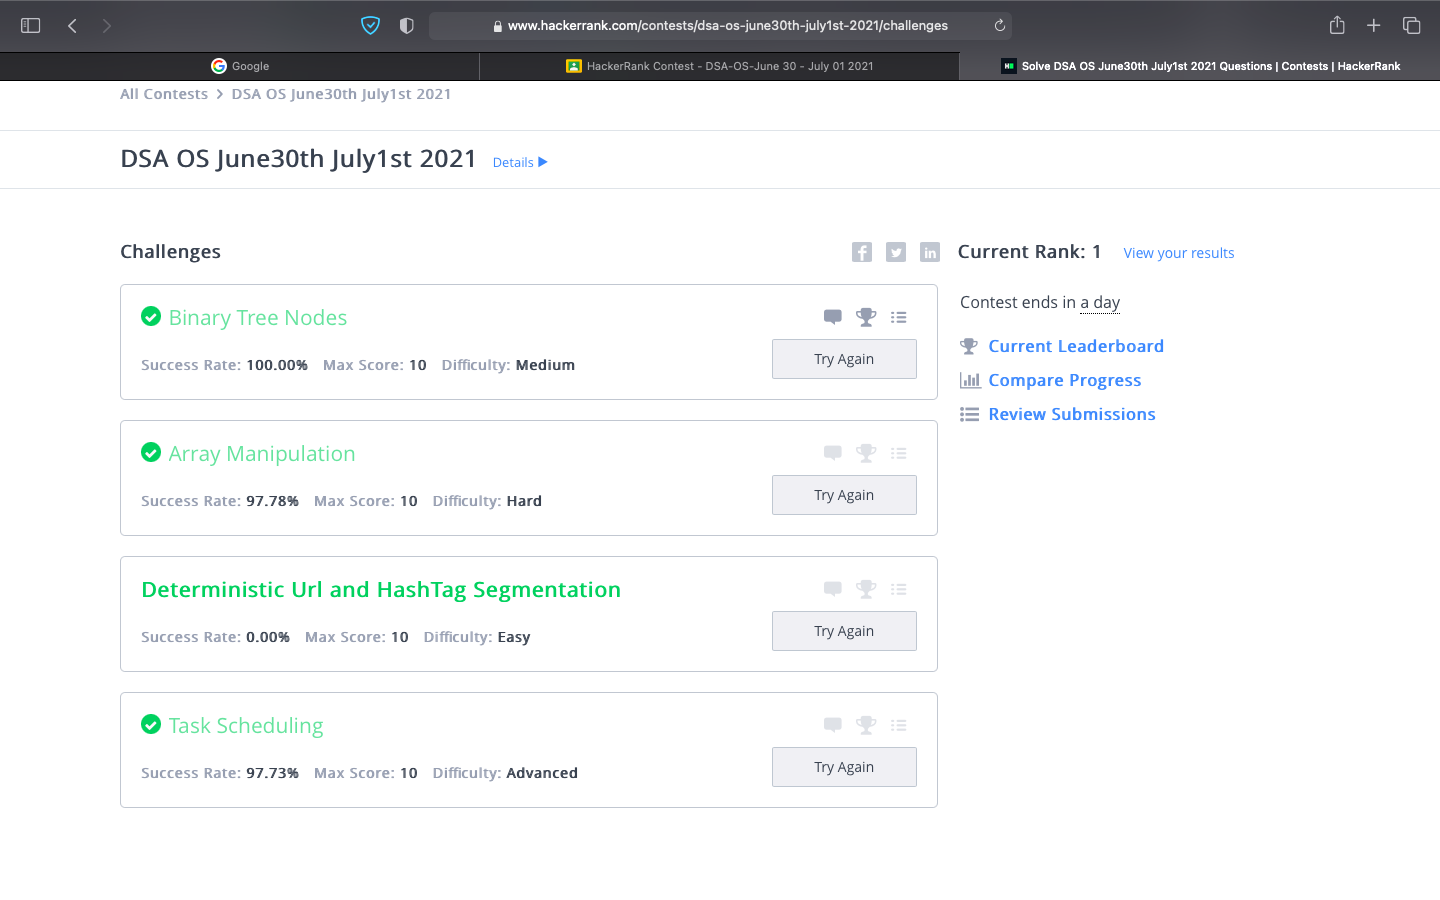 www.hackerrank.com/contests/dsa-os-june30th-july1st-2021/challenges
Google
HackerRank Contest - DSA-OS-June 30 - July 01 2021
Solve DSA OS June30th July1st 2021 Questions | Contests | HackerRank
All Contests > DSA OS June30th July1st 2021
DSA OS June30th July1st 2021 Details
Challenges
Current Rank: 1 View your results
Contest ends in a day
Current Leaderboard
Compare Progress
Review Submissions
Binary Tree Nodes
Success Rate: 100.00% Max Score: 10 Difficulty: Medium
Try Again
Array Manipulation
Success Rate: 97.78% Max Score: 10 Difficulty: Hard
Try Again
Deterministic Url and HashTag Segmentation
Success Rate: 0.00% Max Score: 10 Difficulty: Easy
Try Again
Task Scheduling
Success Rate: 97.73% Max Score: 10 Difficulty: Advanced
Try Again